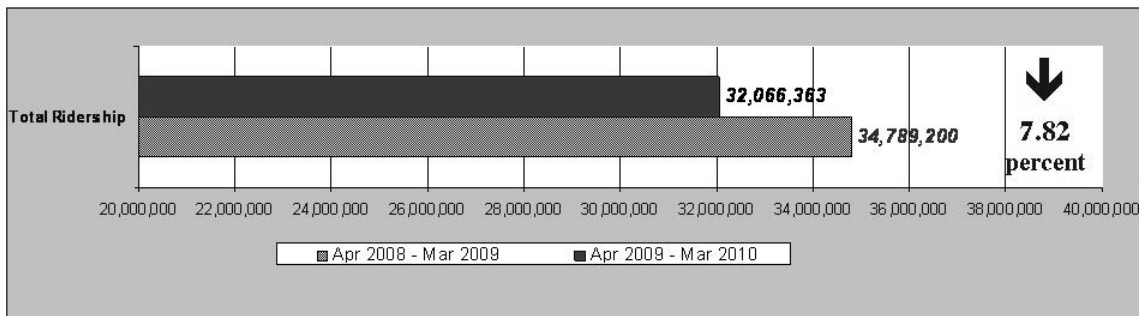 Total Ridership
32,066,363
34,789,200
7.82
percent
20,000,000 22,000,000 24,000,000 26,000,000 28,000,000 30,000,000 32,000,000 34,000,000 36,000,000 38,000,000 40,000,000
Apr 2008 - Mar 2009 Apr 2009 - Mar 2010